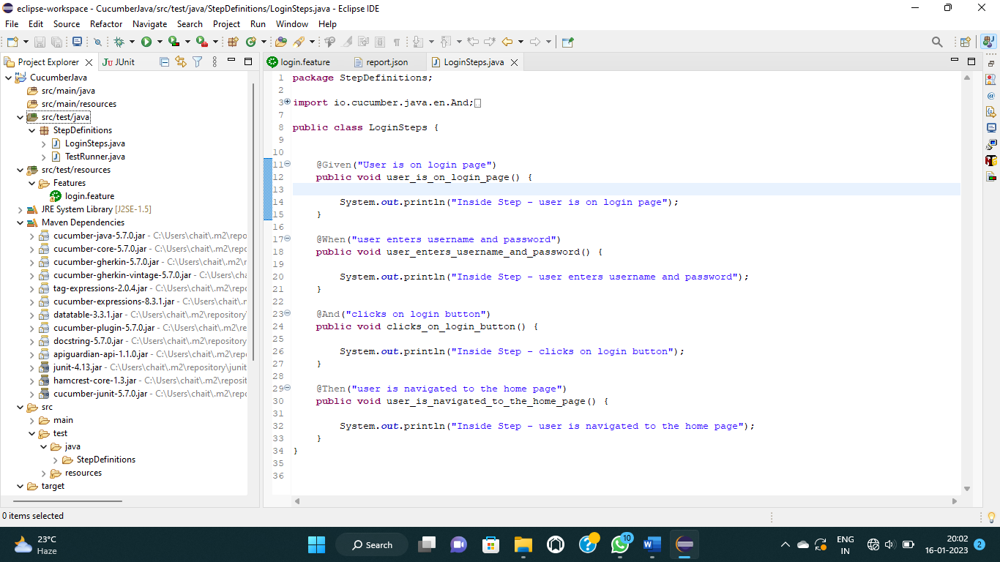 eclipse-workspace - CucumberJava/src/test/java/StepDefinitions/LoginSteps.java - Eclipse IDE
File Edit Source Refactor Navigate Search Project Run Window Help
Project Explorer
JUnit
CucumberJava
src/main/java
src/main/resources
src/test/java
StepDefinitions
LoginSteps.java
TestRunner.java
src/test/resources
Features
login.feature
JRE System Library [J2SE-1.5]
Maven Dependencies
cucumber-java-5.7.0.jar - C:\Users\chait\.m2\repo
cucumber-core-5.7.0.jar - C:\Users\chait\.m2\repc
cucumber-gherkin-5.7.0.jar - C:\Users\chait\.m2\r
cucumber-gherkin-vintage-5.7.0.jar - C:\Users\cha
tag-expressions-2.0.4.jar - C:\Users\chait\.m2\repo
cucumber-expressions-8.3.1.jar - C:\Users\chait\.n
datatable-3.3.1.jar - C:\Users\chait\.m2\repository
cucumber-plugin-5.7.0.jar - C:\Users\chait\.m2\re
docstring-5.7.0.jar - C:\Users\chait\.m2\repository
apiguardian-api-1.1.0.jar - C:\Users\chait\.m2\rep
junit-4.13.jar - C:\Users\chait\.m2\repository\junit
hamcrest-core-1.3.jar - C:\Users\chait\.m2\reposit
cucumber-junit-5.7.0.jar - C:\Users\chait\.m2\repc
src
main
test
java
StepDefinitions
resources
target
login.feature report.json LoginSteps.java
1 package StepDefinitions;
2
3 import io.cucumber.java.en.And;
7
8 public class LoginSteps {
9
10
11 @Given("User is on login page")
12 public void user_is_on_login_page() {
13
14 System.out.println("Inside Step - user is on login page");
15 }
16
17 @When("user enters username and password")
18 public void user_enters_username_and_password() {
19
20 System.out.println("Inside Step - user enters username and password");
21 }
22
23 @And("clicks on login button")
24 public void clicks_on_login_button() {
25
26 System.out.println("Inside Step - clicks on login button");
27 }
28
29 @Then("user is navigated to the home page")
30 public void user_is_navigated_to_the_home_page() {
31
32 System.out.println("Inside Step - user is navigated to the home page");
33 }
34 }
35
36
0 items selected
23°C
Haze
Search
10
ENG
IN
20:02
16-01-2023
2